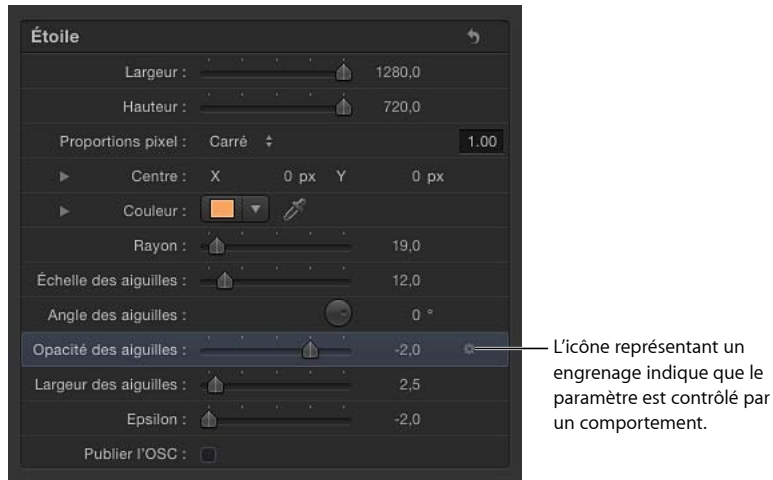 Étoile
Largeur : 1280,0
Hauteur : 720,0
Proportions pixel : Carré 1.00
Centre : X 0 px Y 0 px
Couleur :
Rayon : 19,0
Échelle des aiguilles : 12,0
Angle des aiguilles : 0 °
Opacité des aiguilles : -2,0
Largeur des aiguilles : 2,5
Epsilon : -2,0
Publier l'OSC :
L'icône représentant un
engrenage indique que le
paramètre est contrôlé par
un comportement.